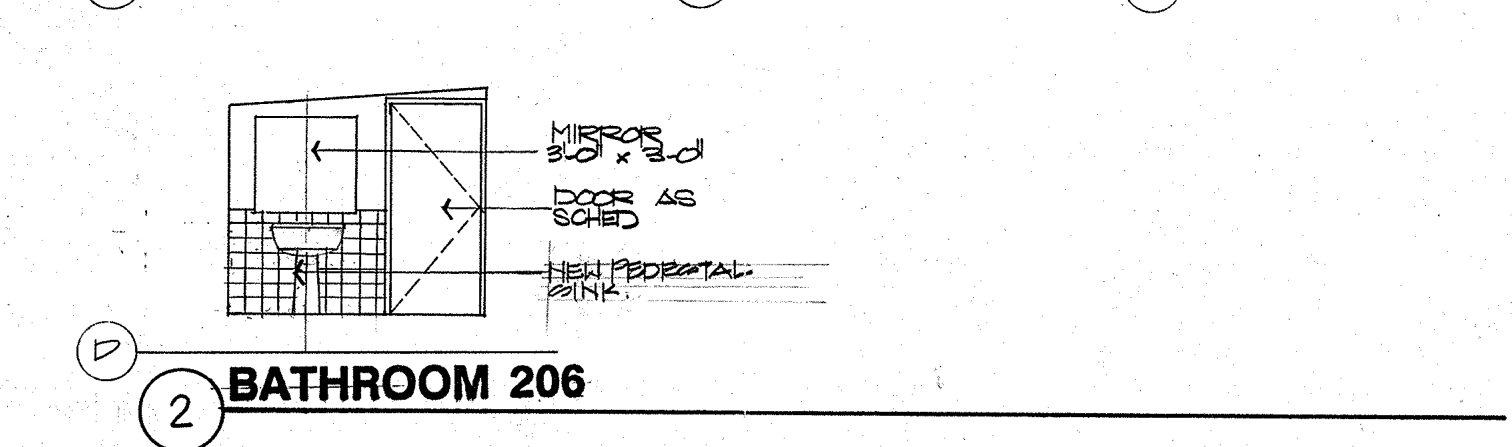 MIRROR
3'-0" x 3'-0"
DOOR AS
SCHED
NEW PEDESTAL
SINK.
D
2 BATHROOM 206